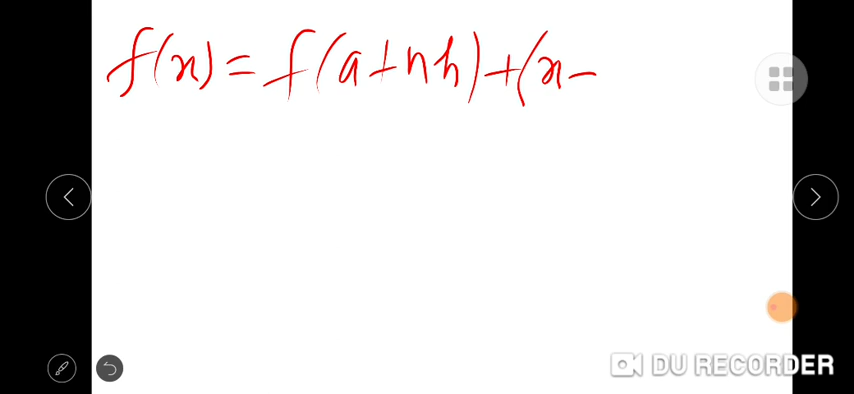 f(x) = f(a+nh)+(x-
DU RECORDER